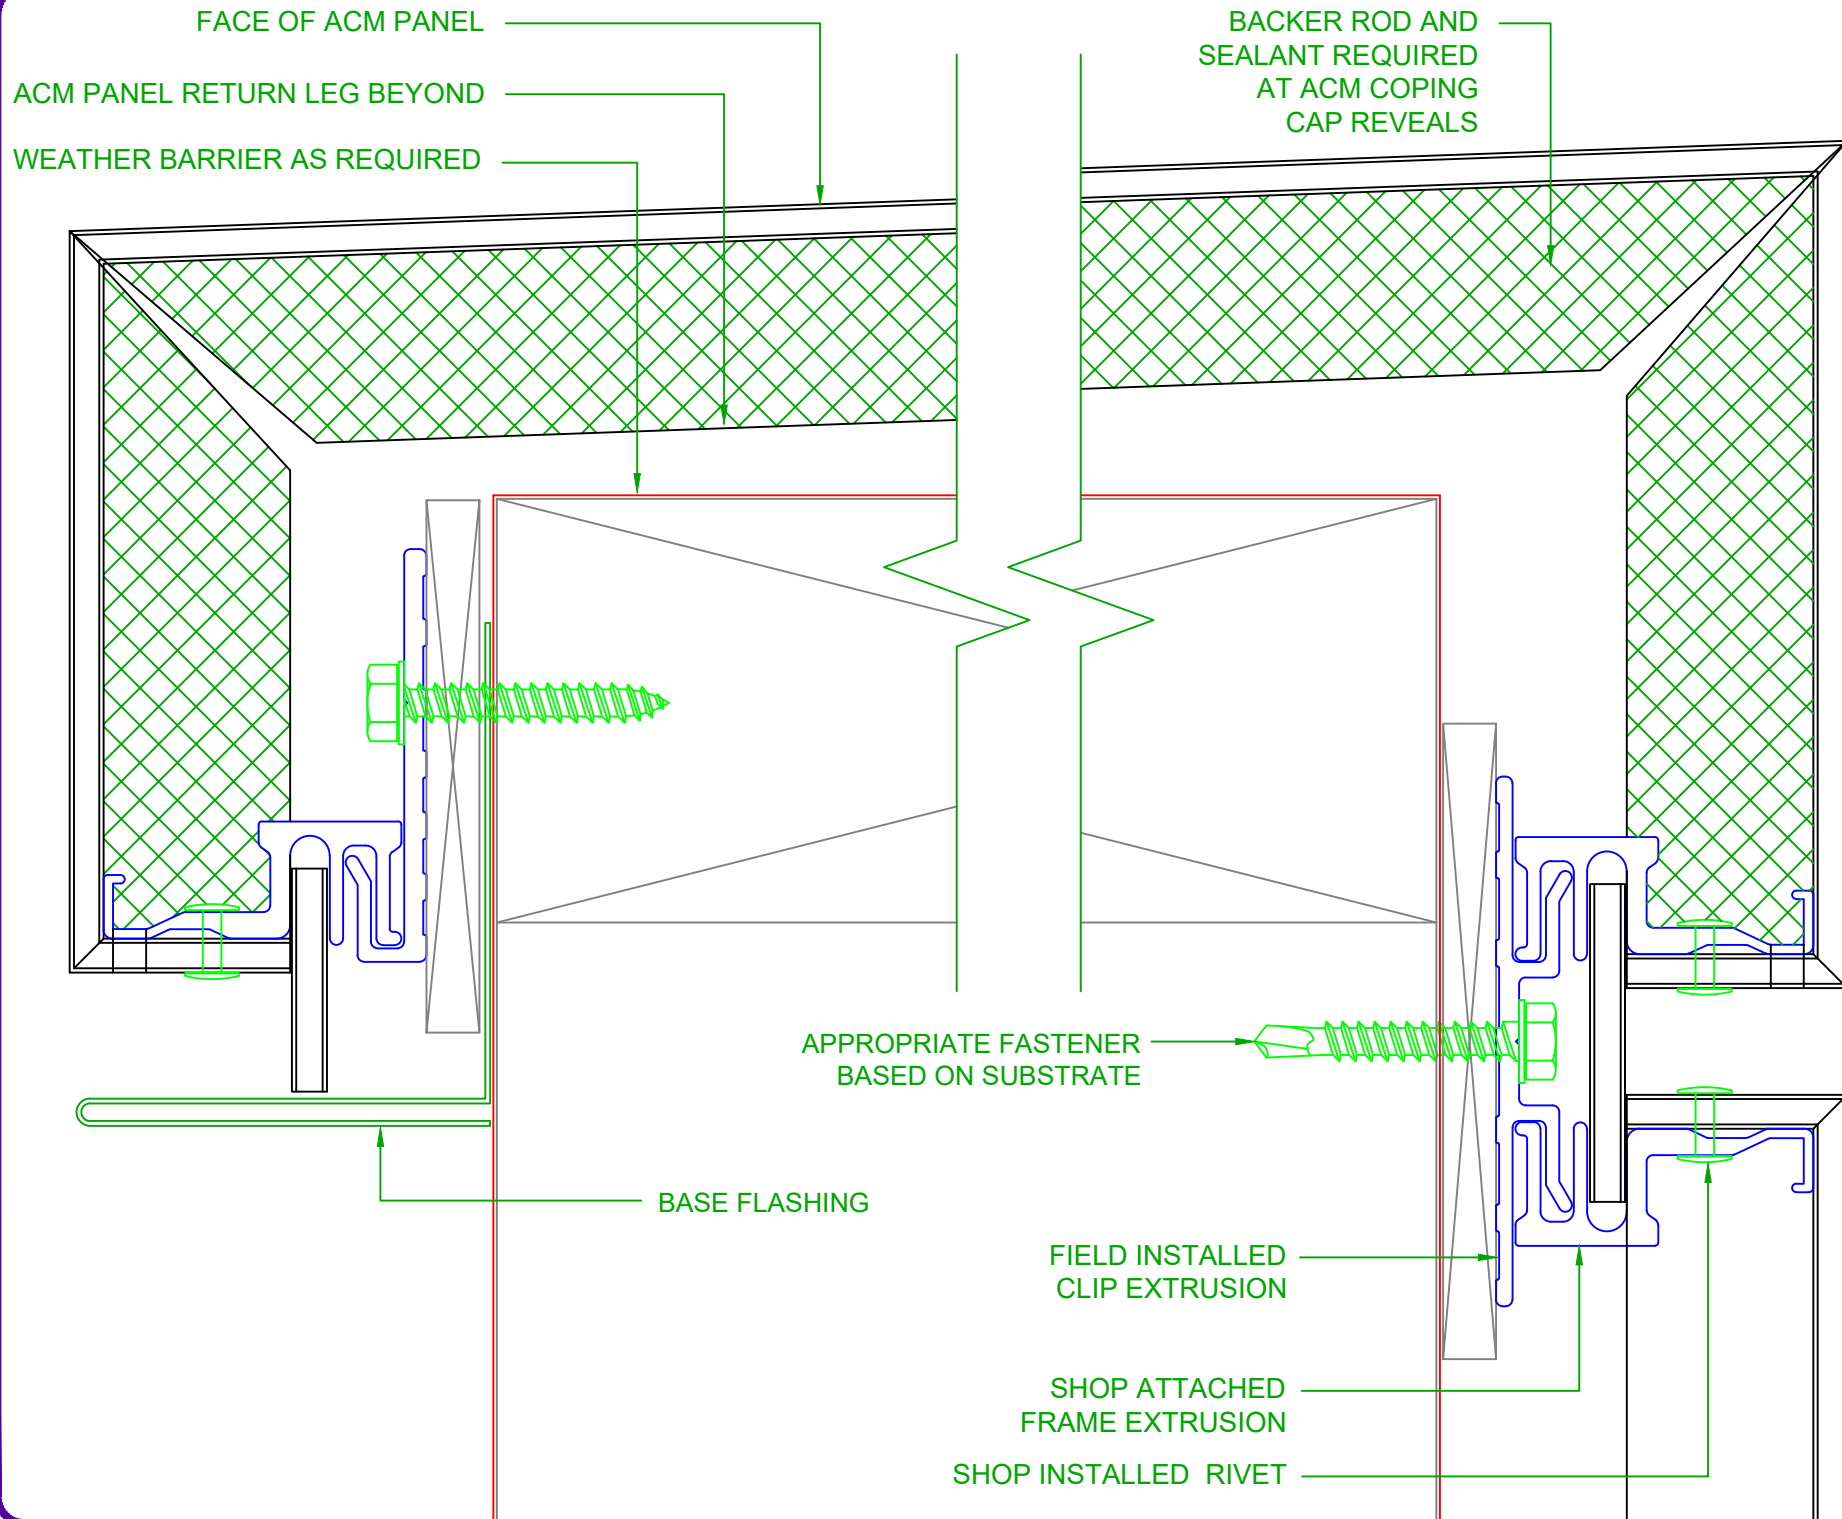 FACE OF ACM PANEL
ACM PANEL RETURN LEG BEYOND
WEATHER BARRIER AS REQUIRED
BACKER ROD AND
SEALANT REQUIRED
AT ACM COPING
CAP REVEALS
APPROPRIATE FASTENER
BASED ON SUBSTRATE
BASE FLASHING
FIELD INSTALLED
CLIP EXTRUSION
SHOP ATTACHED
FRAME EXTRUSION
SHOP INSTALLED  RIVET